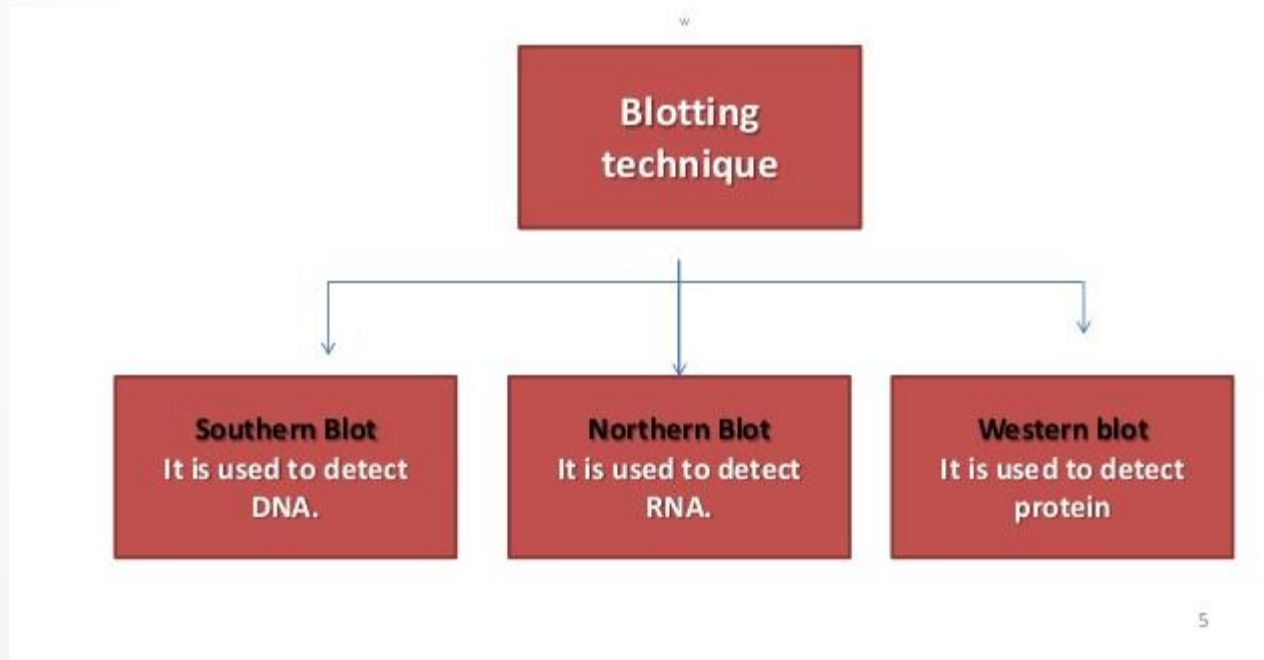 w
Blotting
technique
Southern Blot
It is used to detect
DNA.
Northern Blot
It is used to detect
RNA.
Western blot
It is used to detect
protein
5